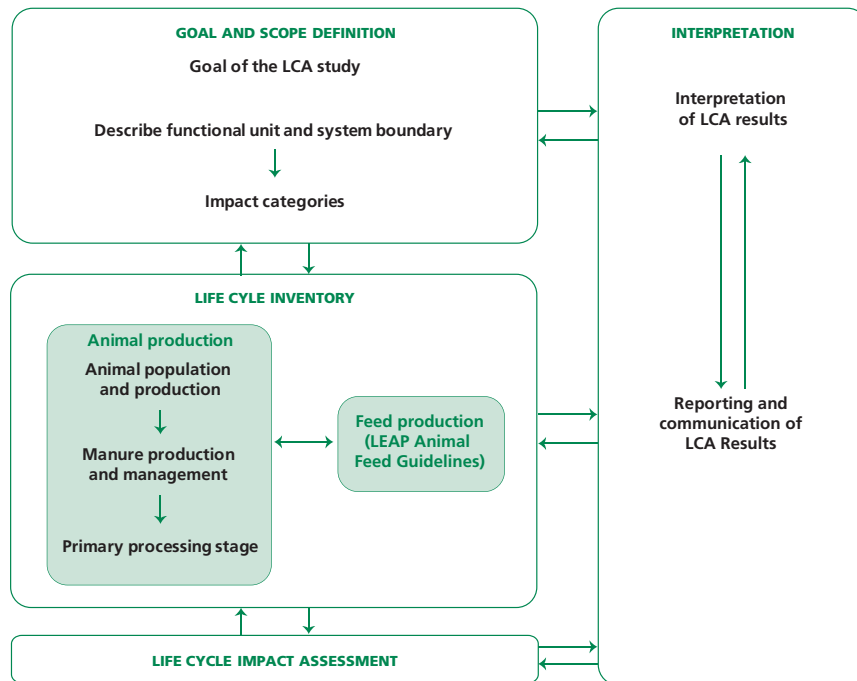 GOAL AND SCOPE DEFINITION
Goal of the LCA study
Describe functional unit and system boundary
Impact categories
LIFE CYLE INVENTORY
Animal production
Animal population
and production
Manure production
and management
Primary processing stage
Feed production
(LEAP Animal
Feed Guidelines)
LIFE CYCLE IMPACT ASSESSMENT
INTERPRETATION
Interpretation
of LCA results
Reporting and
communication of
LCA Results